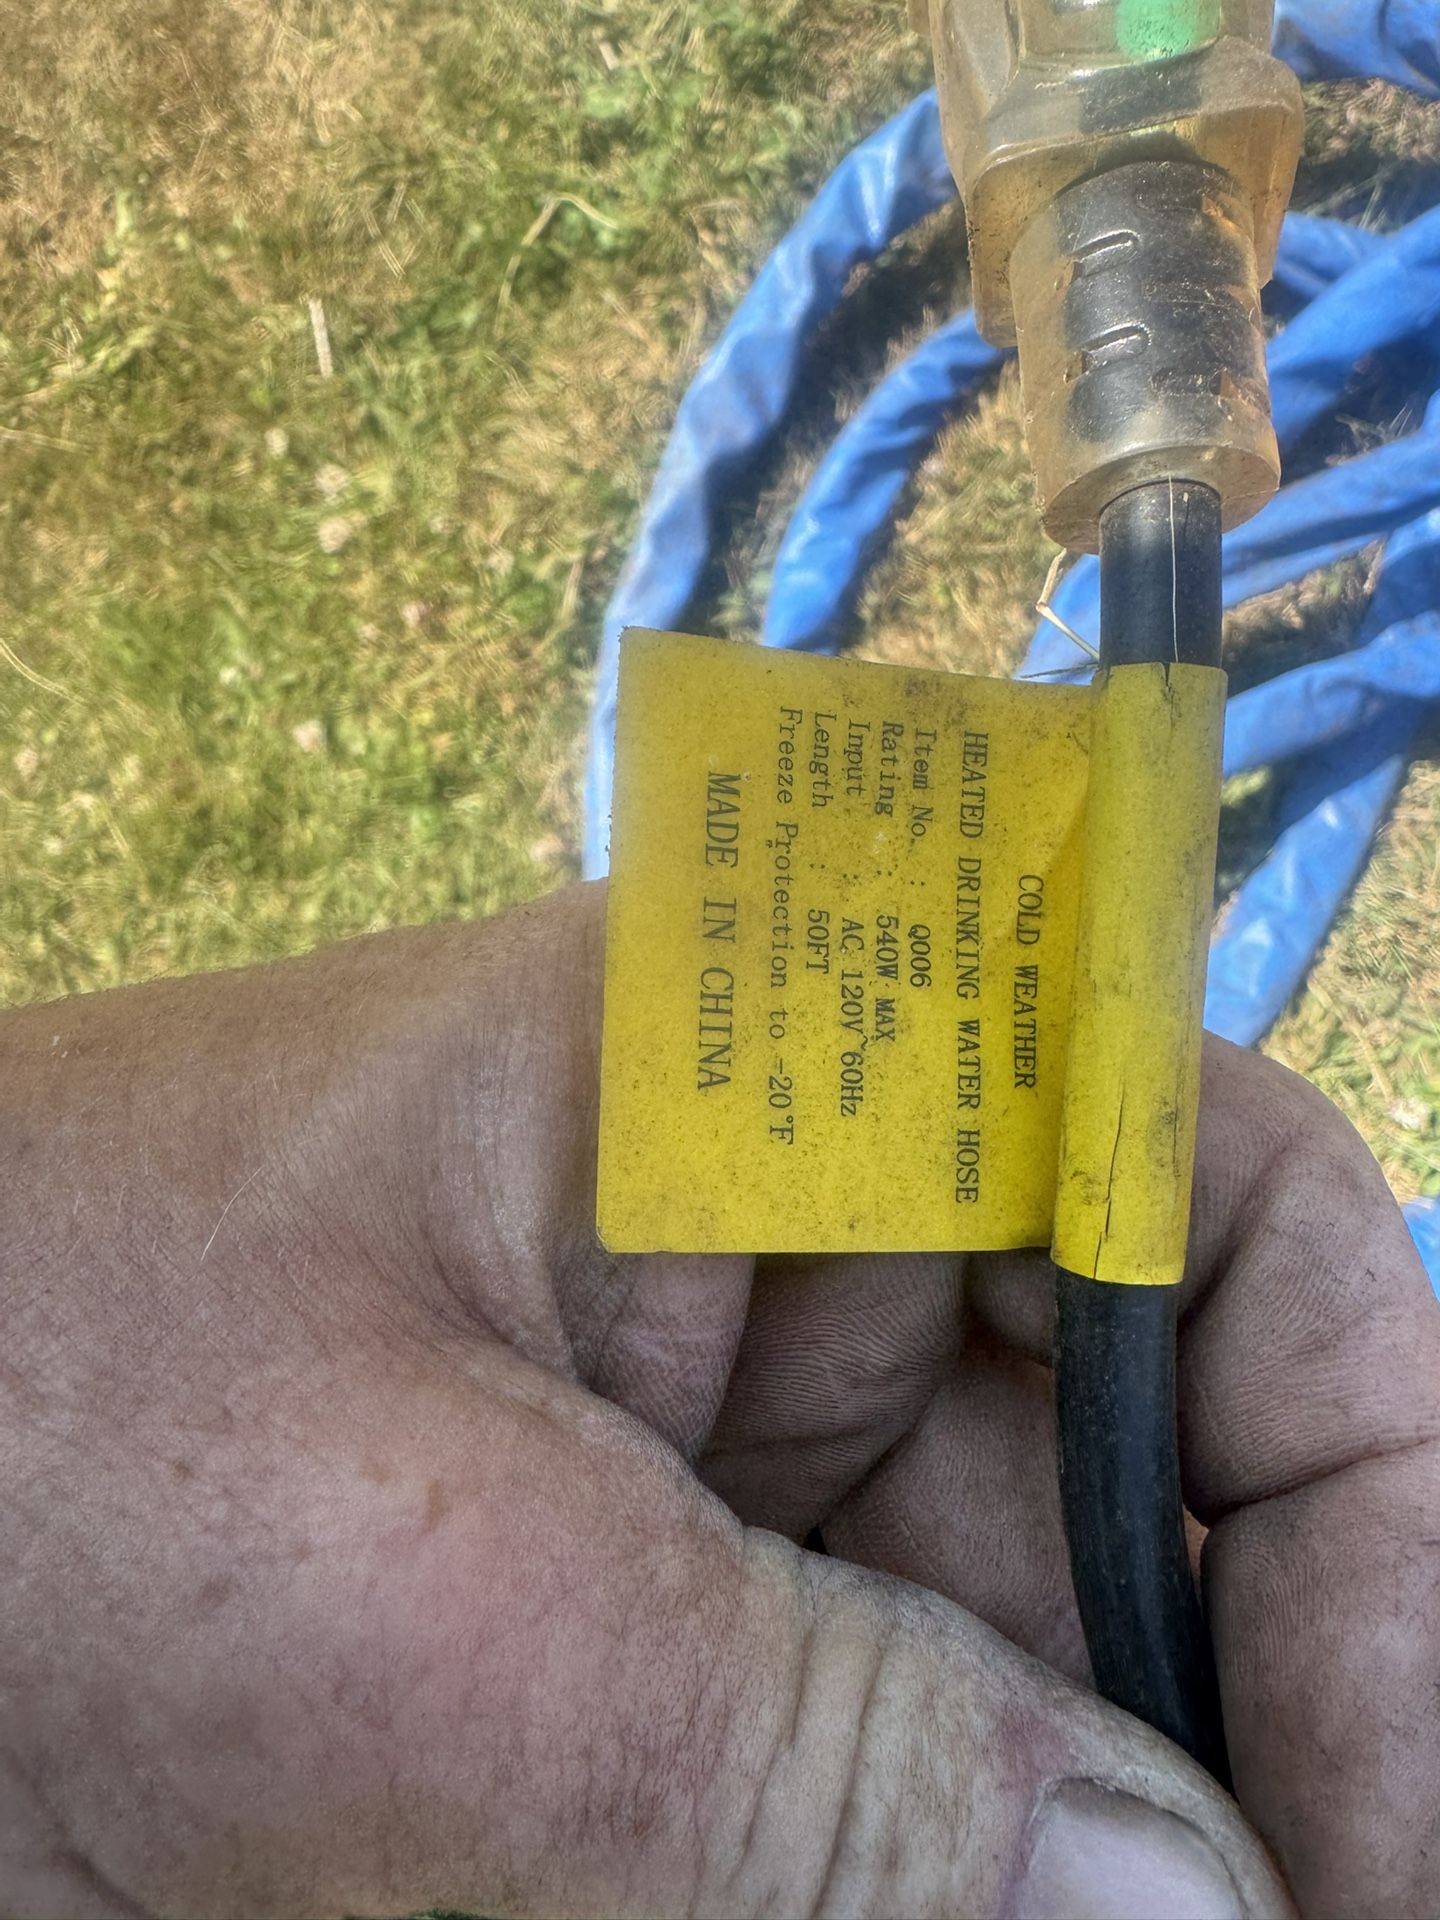 COLD WEATHER
HEATED DRINKING WATER HOSE
Item No. : Q006
Rating : 540W MAX
Input : AC 120V~60Hz
Length : 50FT
Freeze Protection to -20°F
MADE IN CHINA